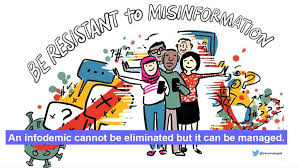 BE RESISTANT to MISINFORMATION
An infodemic cannot be eliminated but it can be managed.